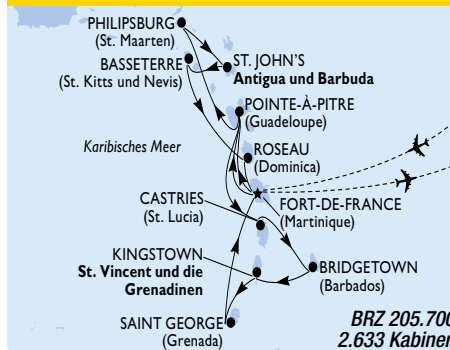 PHILIPSBURG
(St. Maarten)
BASSETERRE
(St. Kitts und Nevis)
ST. JOHN'S
Antigua und Barbuda
POINTE-À-PITRE
(Guadeloupe)
Karibisches Meer
ROSEAU
(Dominica)
CASTRIES
(St. Lucia)
FORT-DE-FRANCE
(Martinique)
KINGSTOWN
St. Vincent und die
Grenadinen
BRIDGETOWN
(Barbados)
SAINT GEORGE
(Grenada)
BRZ 205.700
2.633 Kabinen